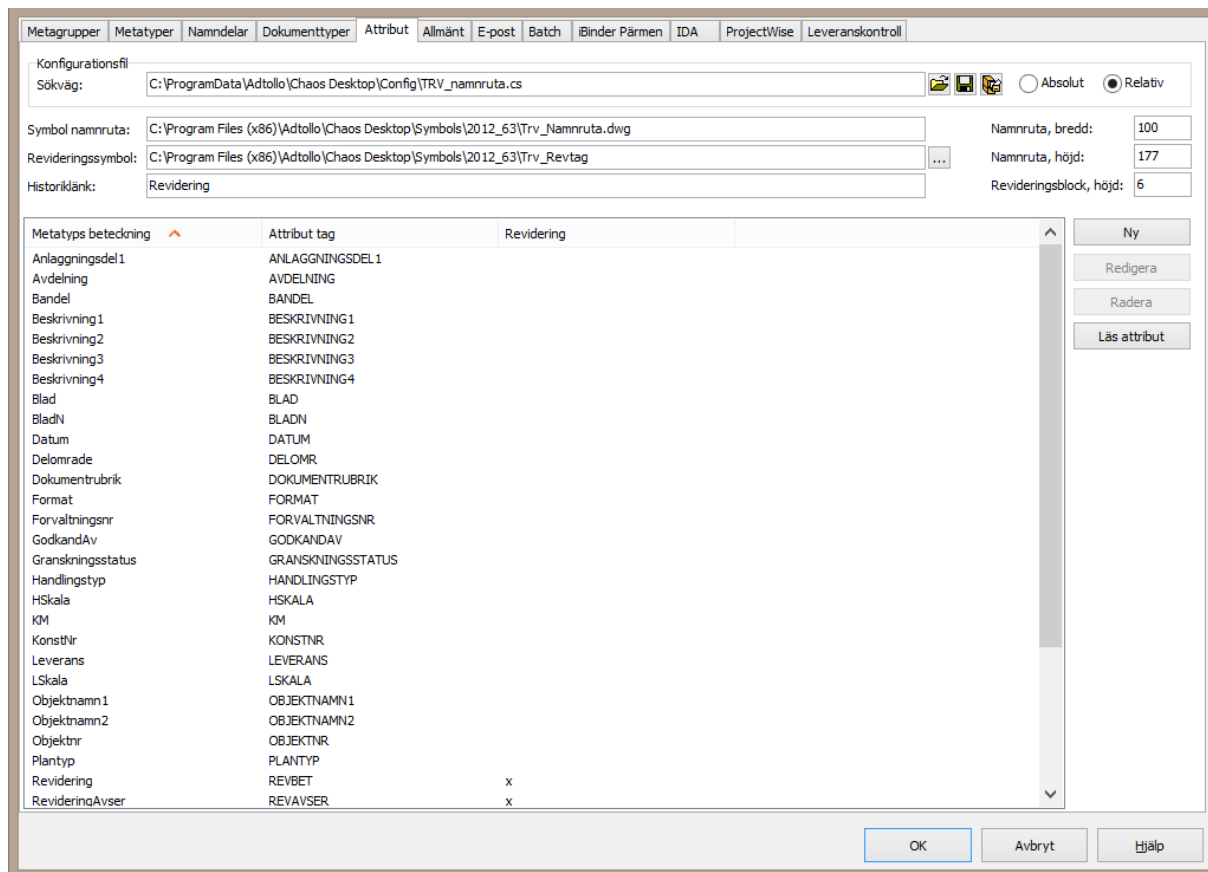 Metagrupper Metatyper Namndelar Dokumenttyper Attribut Allmänt E-post Batch iBinder Pärmen IDA ProjectWise Leveranskontroll
Konfigurationsfil
Sökväg: C:\ProgramData\Adtollo\Chaos Desktop\Config\TRV_namnruta.cs Absolut Relativ
Symbol namnruta: C:\Program Files (x86)\Adtollo\Chaos Desktop\Symbols\2012_63\Trv_Namnruta.dwg Namnruta, bredd: 100
Revideringssymbol: C:\Program Files (x86)\Adtollo\Chaos Desktop\Symbols\2012_63\Trv_Revtag ... Namnruta, höjd: 177
Historiklänk: Revidering Revideringsblock, höjd: 6
Metatyps beteckning Attribut tag Revidering Ny
Anlaggningsdel1 ANLAGGNINGSDEL1
Avdelning AVDELNING Redigera
Bandel BANDEL Radera
Beskrivning1 BESKRIVNING1
Beskrivning2 BESKRIVNING2 Läs attribut
Beskrivning3 BESKRIVNING3
Beskrivning4 BESKRIVNING4
Blad BLAD
BladN BLADN
Datum DATUM
Delomrade DELOMR
Dokumentrubrik DOKUMENTRUBRIK
Format FORMAT
Forvaltningsnr FORVALTNINGSNR
GodkandAv GODKANDAV
Granskningsstatus GRANSKNINGSSTATUS
Handlingstyp HANDLINGSTYP
HSkala HSKALA
KM KM
KonstNr KONSTNR
Leverans LEVERANS
LSkala LSKALA
Objektnamn1 OBJEKTNAMN1
Objektnamn2 OBJEKTNAMN2
Objektnr OBJEKTNR
Plantyp PLANTYP
Revidering REVBET x
RevideringAvser REVAVSER x
OK Avbryt Hjälp